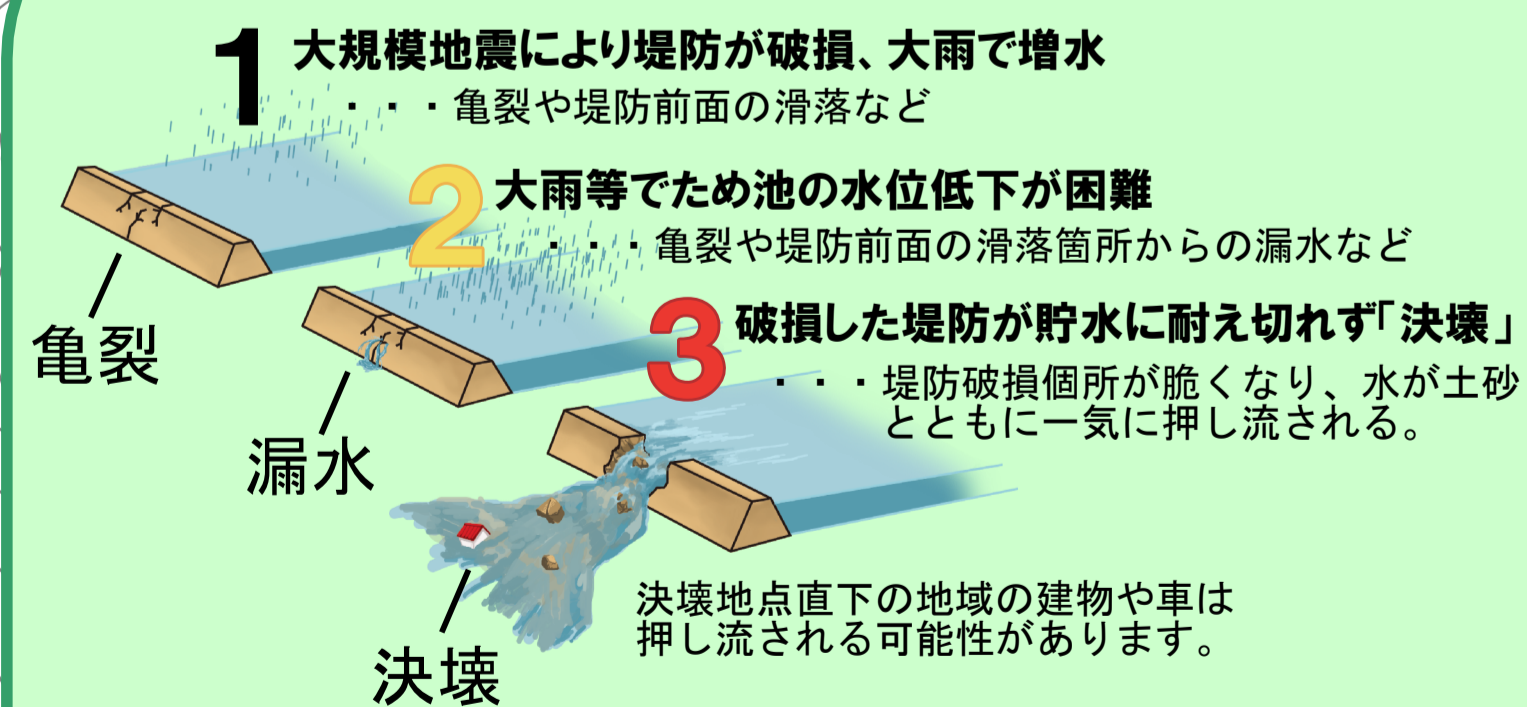 1 大規模地震により堤防が破損、大雨で増水
・・・亀裂や堤防前面の滑落など
2 大雨等でため池の水位低下が困難
・・・亀裂や堤防前面の滑落箇所からの漏水など
亀裂
3 破損した堤防が貯水に耐え切れず「決壊」
・・・堤防破損個所が脆くなり、水が土砂
とともに一気に押し流される。
漏水
決壊地点直下の地域の建物や車は
押し流される可能性があります。
決壊